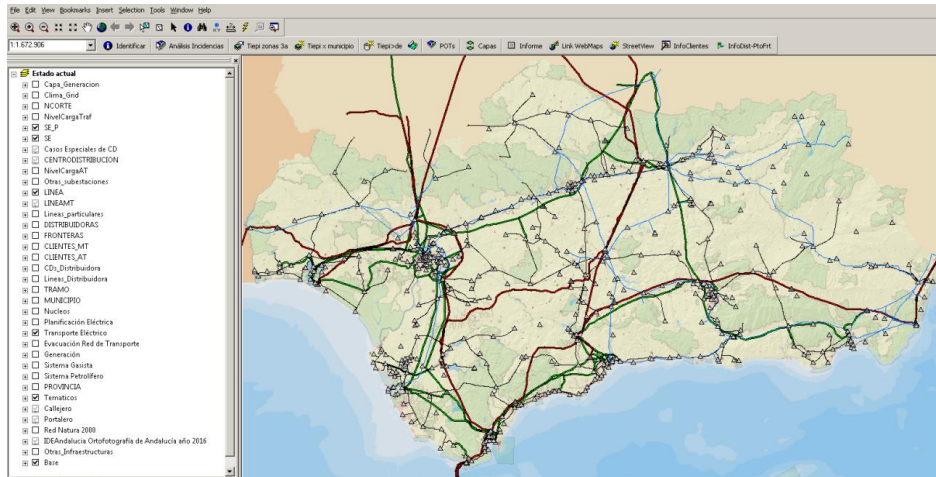 File Edit View Bookmarks Insert Selection Tools Window Help
1:1.672.906 Identificar Análisis Incidencias Tiepi zonas 3a Tiepi x municipio Tiepi>de POTs Capas Informe Link WebMaps StreetView InfoClientes InfoDist-PtoFrt
Estado actual
Capa_Generacion
Clima_Grid
NCORTE
NivelCargaTraf
SE_P
SE
Casos Especiales de CD
CENTRODISTRIBUCION
NivelCargaAT
Otras_subestaciones
LINEA
LINEAMT
Lineas_particulares
DISTRIBUIDORAS
FRONTERAS
CLIENTES_MT
CLIENTES_AT
CDs_Distribuidora
Lineas_Distribuidora
TRAMO
MUNICIPIO
Nucleos
Planificación Eléctrica
Transporte Eléctrico
Evacuación Red de Transporte
Generación
Sistema Gasista
Sistema Petrolífero
PROVINCIA
Tematicos
Callejero
Portalero
Red Natura 2000
IDEAndalucia Ortofotografía de Andalucía año 2016
Otras_Infraestructuras
Base